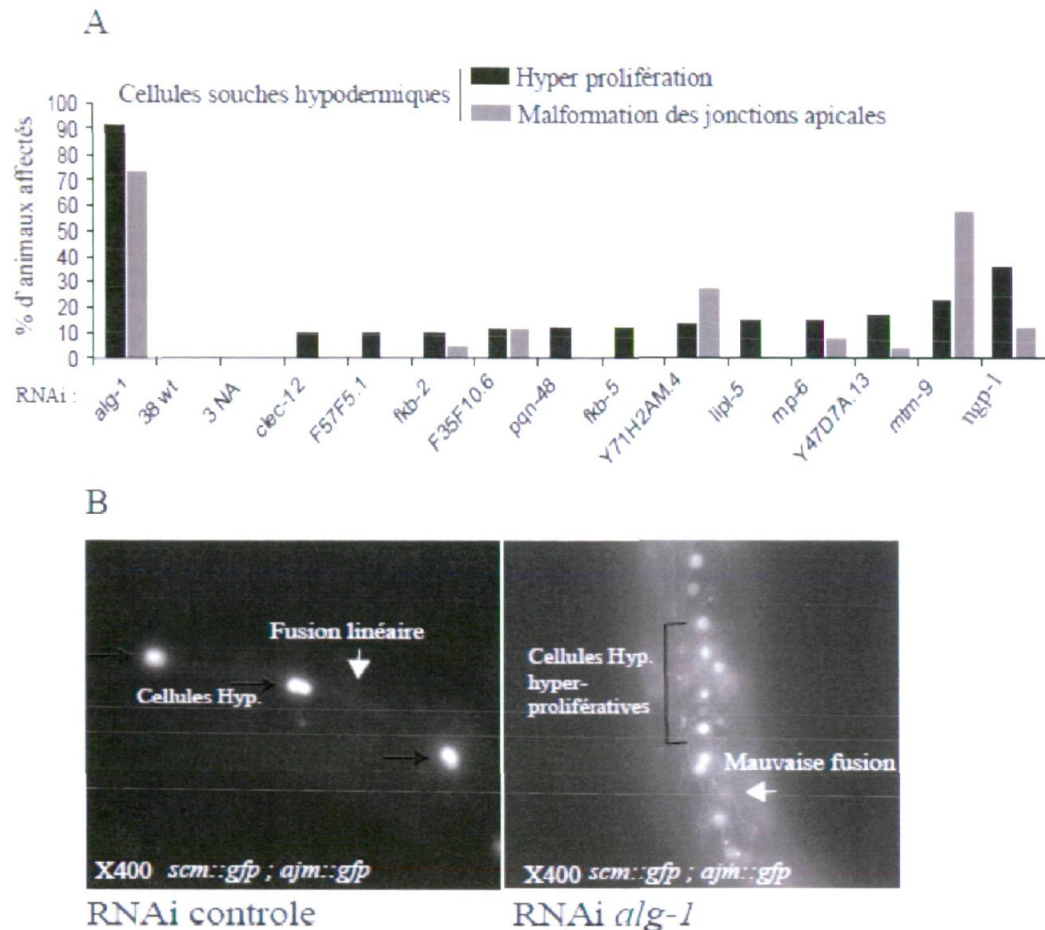 A
Cellules souches hypodermiques
Hyper prolifération
Malformation des jonctions apicales
% d'animaux affectés
100
90
80
70
60
50
40
30
20
10
0
RNAi :
alg-1
38 wt
3 NA
clec-12
F57F5.1
fkb-2
F35F10.6
pqn-48
fkb-5
Y71H2AM.4
lipl-5
rnp-6
Y47D7A.13
mtm-9
ngp-1
B
Fusion linéaire
Cellules Hyp.
X400 scm::gfp ; ajm::gfp
RNAi controle
Cellules Hyp.
hyper-
prolifératives
Mauvaise fusion
X400 scm::gfp ; ajm::gfp
RNAi alg-1